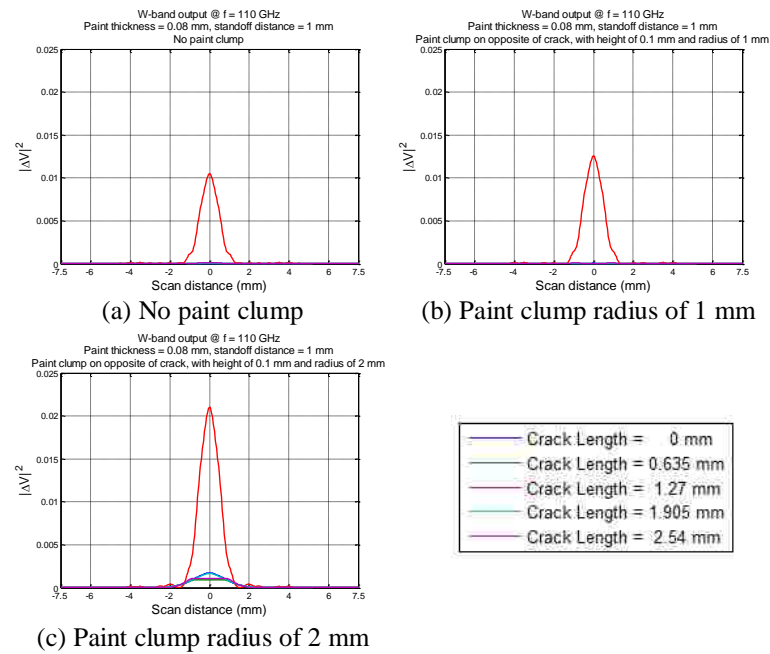 W-band output @ f = 110 GHz
Paint thickness = 0.08 mm, standoff distance = 1 mm
No paint clump
0.025
0.02
0.015
0.01
0.005
0
|ΔV|²
-7.5 -6 -4 -2 0 2 4 6 7.5
Scan distance (mm)
(a) No paint clump
W-band output @ f = 110 GHz
Paint thickness = 0.08 mm, standoff distance = 1 mm
Paint clump on opposite of crack, with height of 0.1 mm and radius of 1 mm
0.025
0.02
0.015
0.01
0.005
0
|ΔV|²
-7.5 -6 -4 -2 0 2 4 6 7.5
Scan distance (mm)
(b) Paint clump radius of 1 mm
W-band output @ f = 110 GHz
Paint thickness = 0.08 mm, standoff distance = 1 mm
Paint clump on opposite of crack, with height of 0.1 mm and radius of 2 mm
0.025
0.02
0.015
0.01
0.005
0
|ΔV|²
-7.5 -6 -4 -2 0 2 4 6 7.5
Scan distance (mm)
(c) Paint clump radius of 2 mm
Crack Length = 0 mm
Crack Length = 0.635 mm
Crack Length = 1.27 mm
Crack Length = 1.905 mm
Crack Length = 2.54 mm